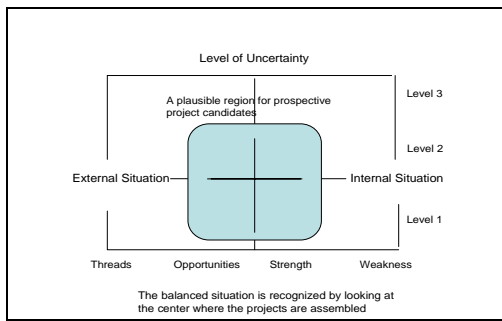 Level of Uncertainty
Level 3
A plausible region for prospective
project candidates
Level 2
External Situation
Internal Situation
Level 1
Threads
Opportunities
Strength
Weakness
The balanced situation is recognized by looking at
the center where the projects are assembled